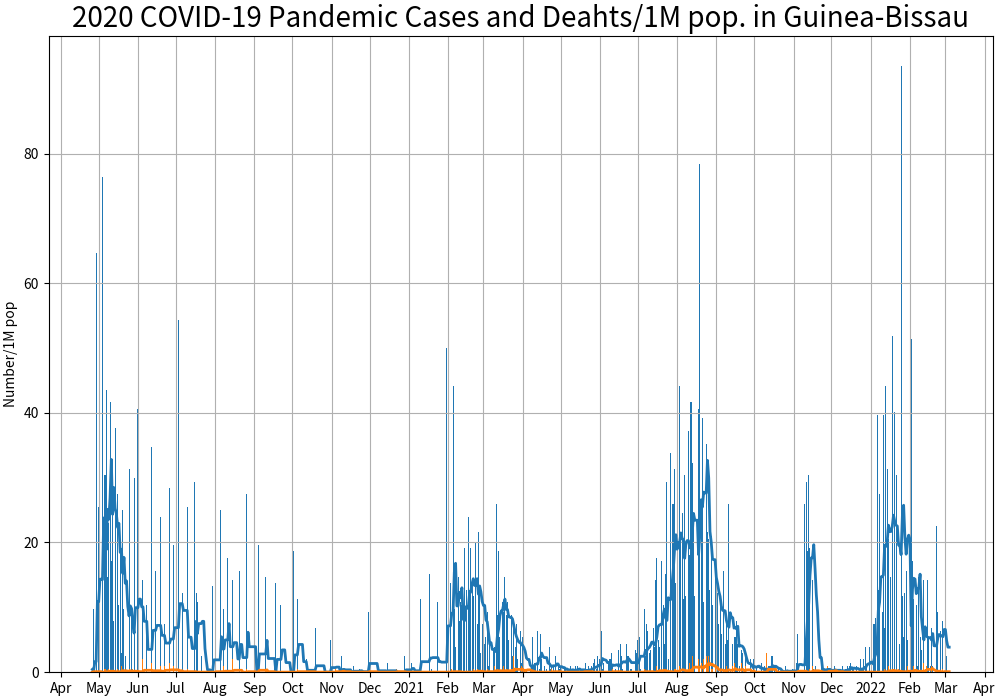 2020 COVID-19 Pandemic Cases and Deahts/1M pop. in Guinea-Bissau
Number/1M pop
80
60
40
20
0
Apr May Jun Jul Aug Sep Oct Nov Dec 2021 Feb Mar Apr May Jun Jul Aug Sep Oct Nov Dec 2022 Feb Mar Apr